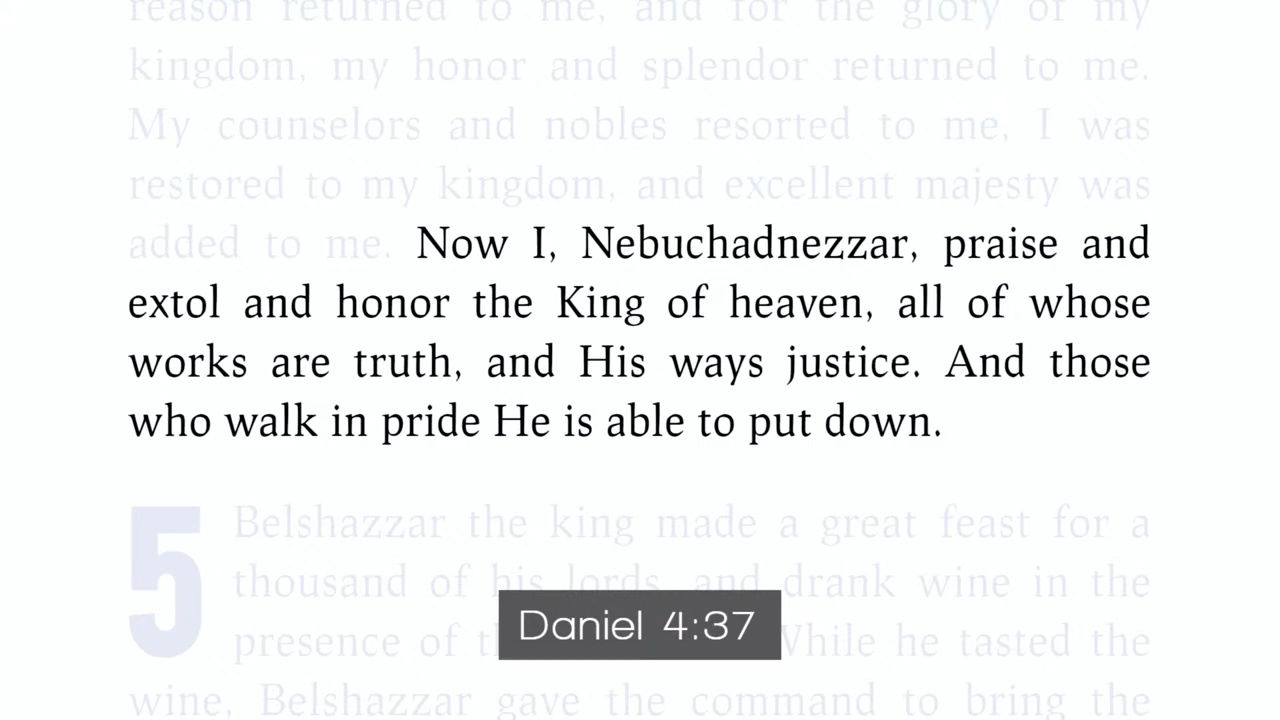 reason returned to me, and for the glory of my
kingdom, my honor and splendor returned to me.
My counselors and nobles resorted to me, I was
restored to my kingdom, and excellent majesty was
added to me. Now I, Nebuchadnezzar, praise and
extol and honor the King of heaven, all of whose
works are truth, and His ways justice. And those
who walk in pride He is able to put down.
5 Belshazzar the king made a great feast for a
thousand of his lords, and drank wine in the
presence of While he tasted the
Daniel 4:37
wine, Belshazzar gave the command to bring the